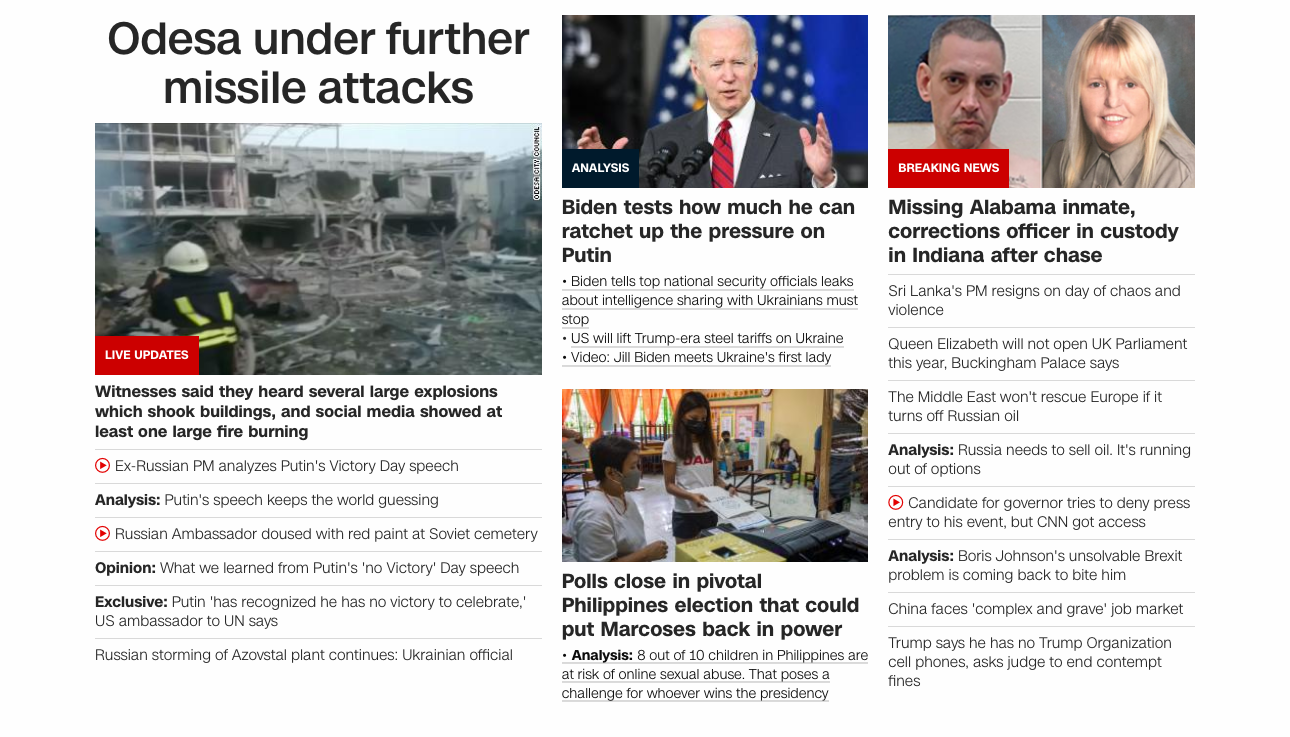 Odesa under further
missile attacks
ODESA CITY COUNCIL
LIVE UPDATES
Witnesses said they heard several large explosions
which shook buildings, and social media showed at
least one large fire burning
Ex-Russian PM analyzes Putin's Victory Day speech
Analysis: Putin's speech keeps the world guessing
Russian Ambassador doused with red paint at Soviet cemetery
Opinion: What we learned from Putin's 'no Victory' Day speech
Exclusive: Putin 'has recognized he has no victory to celebrate,'
US ambassador to UN says
Russian storming of Azovstal plant continues: Ukrainian official
ANALYSIS
Biden tests how much he can
ratchet up the pressure on
Putin
• Biden tells top national security officials leaks
about intelligence sharing with Ukrainians must
stop
• US will lift Trump-era steel tariffs on Ukraine
• Video: Jill Biden meets Ukraine's first lady
Polls close in pivotal
Philippines election that could
put Marcoses back in power
• Analysis: 8 out of 10 children in Philippines are
at risk of online sexual abuse. That poses a
challenge for whoever wins the presidency
BREAKING NEWS
Missing Alabama inmate,
corrections officer in custody
in Indiana after chase
Sri Lanka's PM resigns on day of chaos and
violence
Queen Elizabeth will not open UK Parliament
this year, Buckingham Palace says
The Middle East won't rescue Europe if it
turns off Russian oil
Analysis: Russia needs to sell oil. It's running
out of options
Candidate for governor tries to deny press
entry to his event, but CNN got access
Analysis: Boris Johnson's unsolvable Brexit
problem is coming back to bite him
China faces 'complex and grave' job market
Trump says he has no Trump Organization
cell phones, asks judge to end contempt
fines